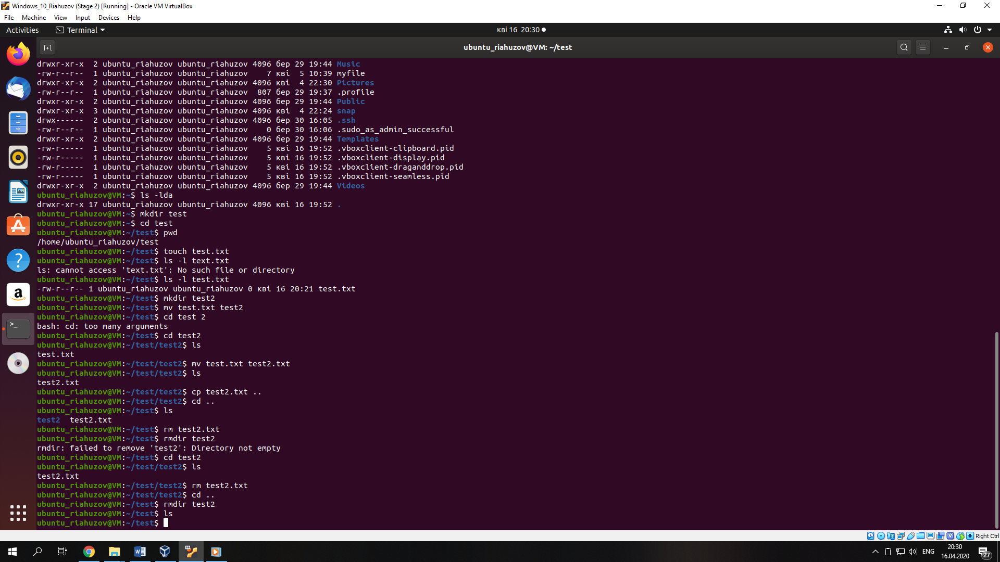 Windows_10_Riahuzov (Stage 2) [Running] - Oracle VM VirtualBox
File Machine View Input Devices Help
Activities Terminal кві 16 20:30
ubuntu_riahuzov@VM: ~/test
drwxr-xr-x  2 ubuntu_riahuzov ubuntu_riahuzov 4096 бер 29 19:44 Music
-rw-r--r--  1 ubuntu_riahuzov ubuntu_riahuzov    7 кві  5 10:39 myfile
drwxr-xr-x  2 ubuntu_riahuzov ubuntu_riahuzov 4096 кві  4 22:30 Pictures
-rw-r--r--  1 ubuntu_riahuzov ubuntu_riahuzov  807 бер 29 19:37 .profile
drwxr-xr-x  2 ubuntu_riahuzov ubuntu_riahuzov 4096 бер 29 19:44 Public
drwxr-xr-x  3 ubuntu_riahuzov ubuntu_riahuzov 4096 кві  4 22:24 snap
drwx------  2 ubuntu_riahuzov ubuntu_riahuzov 4096 бер 30 16:05 .ssh
-rw-r--r--  1 ubuntu_riahuzov ubuntu_riahuzov    0 бер 30 16:06 .sudo_as_admin_successful
drwxr-xr-x  2 ubuntu_riahuzov ubuntu_riahuzov 4096 бер 29 19:44 Templates
-rw-r-----  1 ubuntu_riahuzov ubuntu_riahuzov    5 кві 16 19:52 .vboxclient-clipboard.pid
-rw-r-----  1 ubuntu_riahuzov ubuntu_riahuzov    5 кві 16 19:52 .vboxclient-display.pid
-rw-r-----  1 ubuntu_riahuzov ubuntu_riahuzov    5 кві 16 19:52 .vboxclient-draganddrop.pid
-rw-r-----  1 ubuntu_riahuzov ubuntu_riahuzov    5 кві 16 19:52 .vboxclient-seamless.pid
drwxr-xr-x  2 ubuntu_riahuzov ubuntu_riahuzov 4096 бер 29 19:44 Videos
ubuntu_riahuzov@VM:~$ ls -lda
drwxr-xr-x 17 ubuntu_riahuzov ubuntu_riahuzov 4096 кві 16 19:52 .
ubuntu_riahuzov@VM:~$ mkdir test
ubuntu_riahuzov@VM:~$ cd test
ubuntu_riahuzov@VM:~/test$ pwd
/home/ubuntu_riahuzov/test
ubuntu_riahuzov@VM:~/test$ touch test.txt
ubuntu_riahuzov@VM:~/test$ ls -l text.txt
ls: cannot access 'text.txt': No such file or directory
ubuntu_riahuzov@VM:~/test$ ls -l test.txt
-rw-r--r-- 1 ubuntu_riahuzov ubuntu_riahuzov 0 кві 16 20:21 test.txt
ubuntu_riahuzov@VM:~/test$ mkdir test2
ubuntu_riahuzov@VM:~/test$ mv test.txt test2
ubuntu_riahuzov@VM:~/test$ cd test 2
bash: cd: too many arguments
ubuntu_riahuzov@VM:~/test$ cd test2
ubuntu_riahuzov@VM:~/test/test2$ ls
test.txt
ubuntu_riahuzov@VM:~/test/test2$ mv test.txt test2.txt
ubuntu_riahuzov@VM:~/test/test2$ ls
test2.txt
ubuntu_riahuzov@VM:~/test/test2$ cp test2.txt ..
ubuntu_riahuzov@VM:~/test/test2$ cd ..
ubuntu_riahuzov@VM:~/test$ ls
test2  test2.txt
ubuntu_riahuzov@VM:~/test$ rm test2.txt
ubuntu_riahuzov@VM:~/test$ rmdir test2
rmdir: failed to remove 'test2': Directory not empty
ubuntu_riahuzov@VM:~/test$ cd test2
ubuntu_riahuzov@VM:~/test/test2$ ls
test2.txt
ubuntu_riahuzov@VM:~/test/test2$ rm test2.txt
ubuntu_riahuzov@VM:~/test/test2$ cd ..
ubuntu_riahuzov@VM:~/test$ rmdir test2
ubuntu_riahuzov@VM:~/test$ ls
ubuntu_riahuzov@VM:~/test$
Right Ctrl
ENG
20:30
16.04.2020
27